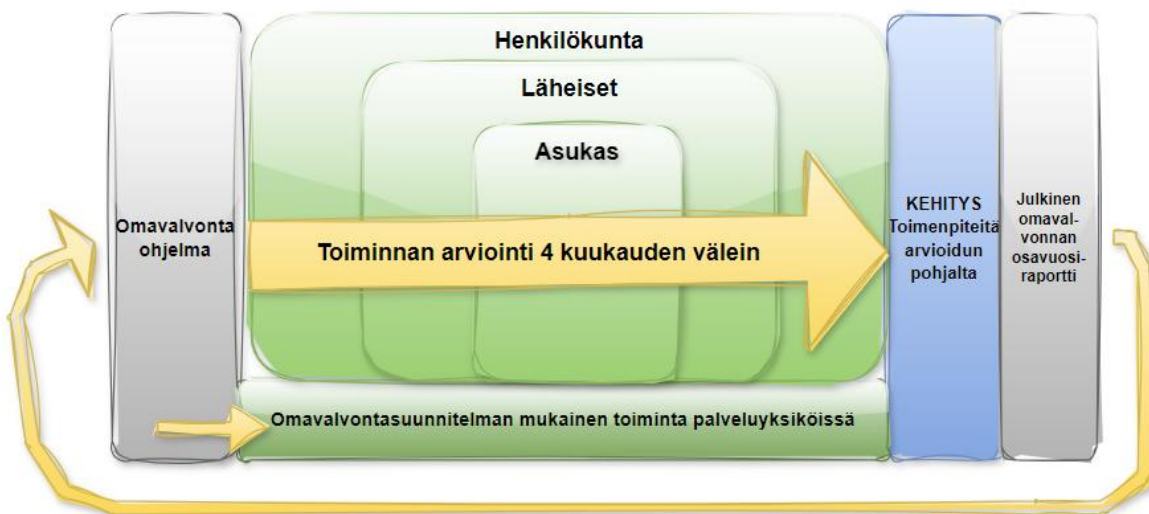 Henkilökunta
Läheiset
Asukas
Omavalvonta
ohjelma
Toiminnan arviointi 4 kuukauden välein
KEHITYS
Toimenpiteitä
arvioidun
pohjalta
Julkinen
omaval-
vonnan
osavuosi-
raportti
Omavalvontasuunnitelman mukainen toiminta palveluyksiköissä